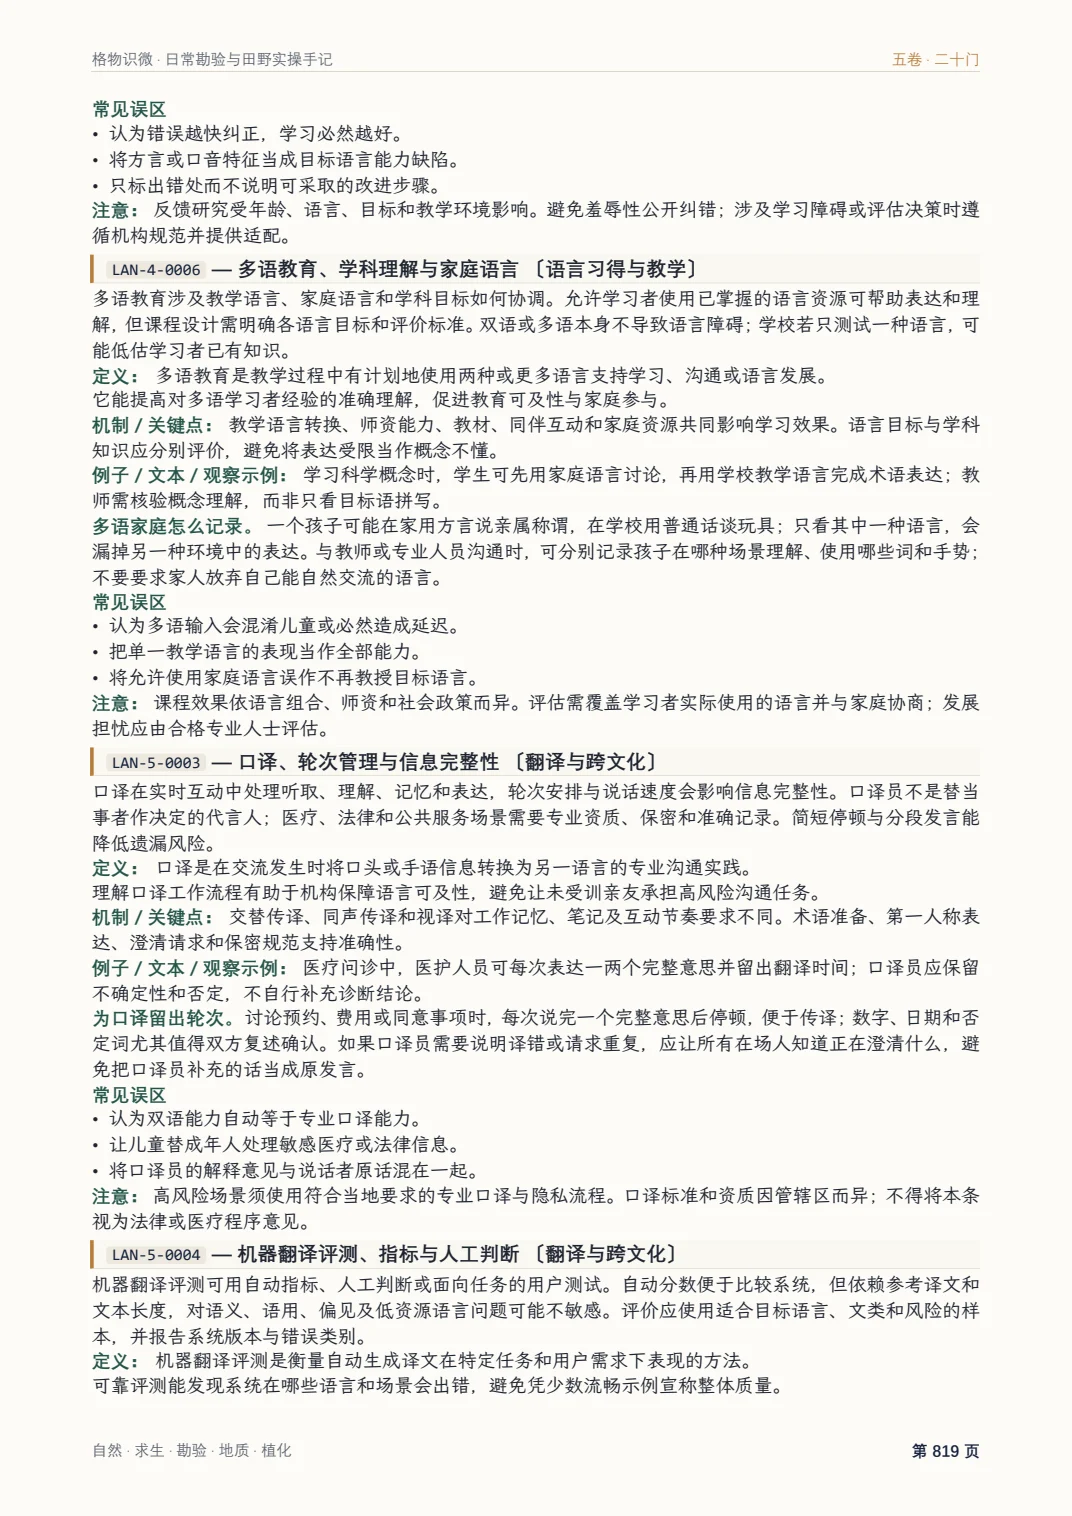 格物识微 · 日常勘验与田野实操手记
五卷 · 二十门
常见误区
• 认为错误越快纠正，学习必然越好。
• 将方言或口音特征当成目标语言能力缺陷。
• 只标出错处而不说明可采取的改进步骤。
注意： 反馈研究受年龄、语言、目标和教学环境影响。避免羞辱性公开纠错；涉及学习障碍或评估决策时遵
循机构规范并提供适配。
LAN-4-0006 — 多语教育、学科理解与家庭语言 〔语言习得与教学〕
多语教育涉及教学语言、家庭语言和学科目标如何协调。允许学习者使用已掌握的语言资源可帮助表达和理
解，但课程设计需明确各语言目标和评价标准。双语或多语本身不导致语言障碍；学校若只测试一种语言，可
能低估学习者已有知识。
定义： 多语教育是教学过程中有计划地使用两种或更多语言支持学习、沟通或语言发展。
它能提高对多语学习者经验的准确理解，促进教育可及性与家庭参与。
机制 / 关键点： 教学语言转换、师资能力、教材、同伴互动和家庭资源共同影响学习效果。语言目标与学科
知识应分别评价，避免将表达受限当作概念不懂。
例子 / 文本 / 观察示例： 学习科学概念时，学生可先用家庭语言讨论，再用学校教学语言完成术语表达；教
师需核验概念理解，而非只看目标语拼写。
多语家庭怎么记录。 一个孩子可能在家用方言说亲属称谓，在学校用普通话谈玩具；只看其中一种语言，会
漏掉另一种环境中的表达。与教师或专业人员沟通时，可分别记录孩子在哪种场景理解、使用哪些词和手势；
不要要求家人放弃自己能自然交流的语言。
常见误区
• 认为多语输入会混淆儿童或必然造成延迟。
• 把单一教学语言的表现当作全部能力。
• 将允许使用家庭语言误作不再教授目标语言。
注意： 课程效果依语言组合、师资和社会政策而异。评估需覆盖学习者实际使用的语言并与家庭协商；发展
担忧应由合格专业人士评估。
LAN-5-0003 — 口译、轮次管理与信息完整性 〔翻译与跨文化〕
口译在实时互动中处理听取、理解、记忆和表达，轮次安排与说话速度会影响信息完整性。口译员不是替当
事者作决定的代言人；医疗、法律和公共服务场景需要专业资质、保密和准确记录。简短停顿与分段发言能
降低遗漏风险。
定义： 口译是在交流发生时将口头或手语信息转换为另一语言的专业沟通实践。
理解口译工作流程有助于机构保障语言可及性，避免让未受训亲友承担高风险沟通任务。
机制 / 关键点： 交替传译、同声传译和视译对工作记忆、笔记及互动节奏要求不同。术语准备、第一人称表
达、澄清请求和保密规范支持准确性。
例子 / 文本 / 观察示例： 医疗问诊中，医护人员可每次表达一两个完整意思并留出翻译时间；口译员应保留
不确定性和否定，不自行补充诊断结论。
为口译留出轮次。讨论预约、费用或同意事项时，每次说完一个完整意思后停顿，便于传译；数字、日期和否
定词尤其值得双方复述确认。如果口译员需要说明译错或请求重复，应让所有在场人知道正在澄清什么，避
免把口译员补充的话当成原发言。
常见误区
• 认为双语能力自动等于专业口译能力。
• 让儿童替成年人处理敏感医疗或法律信息。
• 将口译员的解释意见与说话者原话混在一起。
注意： 高风险场景须使用符合当地要求的专业口译与隐私流程。口译标准和资质因管辖区而异；不得将本条
视为法律或医疗程序意见。
LAN-5-0004 — 机器翻译评测、指标与人工判断 〔翻译与跨文化〕
机器翻译评测可用自动指标、人工判断或面向任务的用户测试。自动分数便于比较系统，但依赖参考译文和
文本长度，对语义、语用、偏见及低资源语言问题可能不敏感。评价应使用适合目标语言、文类和风险的样
本，并报告系统版本与错误类别。
定义： 机器翻译评测是衡量自动生成译文在特定任务和用户需求下表现的方法。
可靠评测能发现系统在哪些语言和场景会出错，避免凭少数流畅示例宣称整体质量。
自然 · 求生 · 勘验 · 地质 · 植化
第 819 页